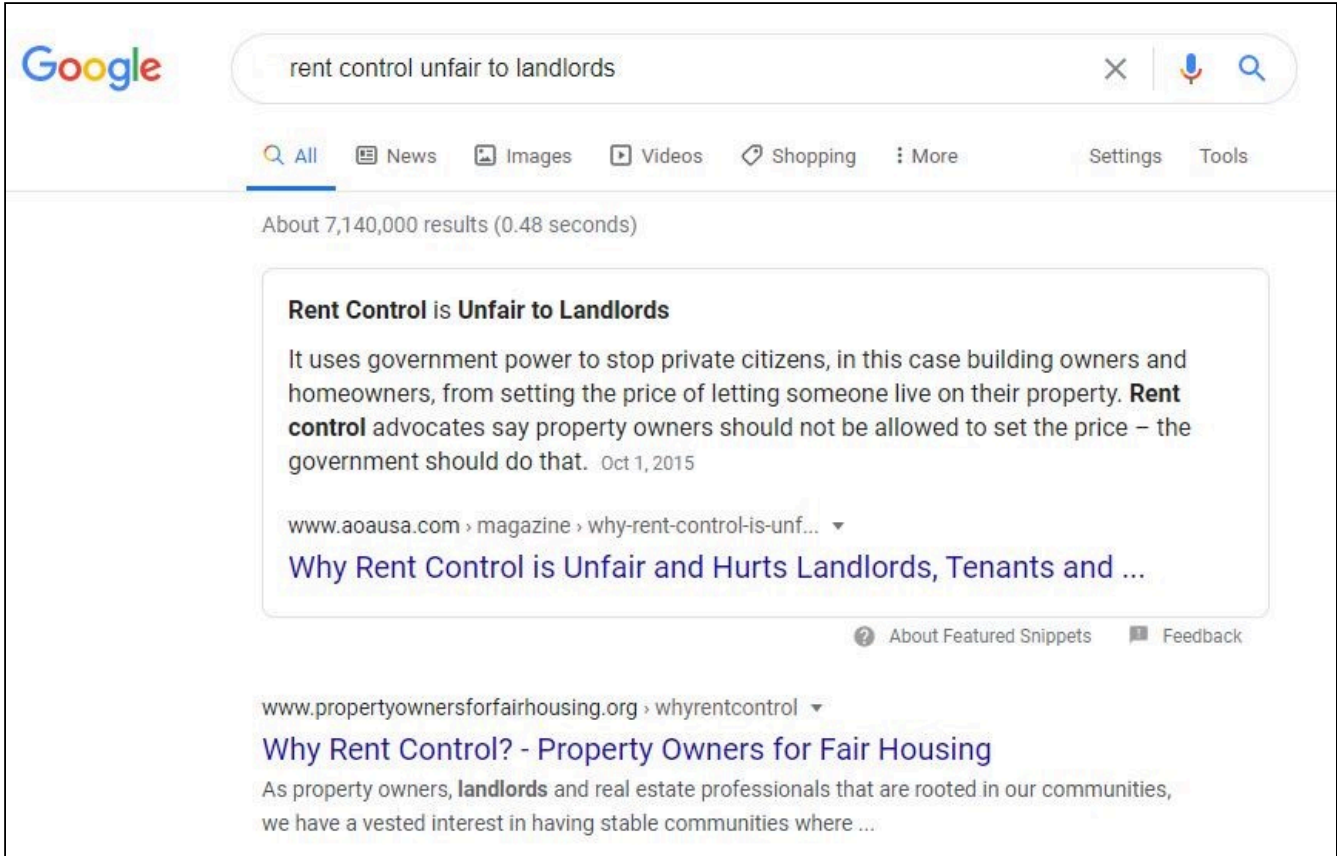 Google
rent control unfair to landlords
All News Images Videos Shopping More Settings Tools
About 7,140,000 results (0.48 seconds)
Rent Control is Unfair to Landlords
It uses government power to stop private citizens, in this case building owners and
homeowners, from setting the price of letting someone live on their property. Rent
control advocates say property owners should not be allowed to set the price – the
government should do that. Oct 1, 2015
www.aoausa.com › magazine › why-rent-control-is-unf...
Why Rent Control is Unfair and Hurts Landlords, Tenants and ...
About Featured Snippets Feedback
www.propertyownersforfairhousing.org › whyrentcontrol
Why Rent Control? - Property Owners for Fair Housing
As property owners, landlords and real estate professionals that are rooted in our communities,
we have a vested interest in having stable communities where ...